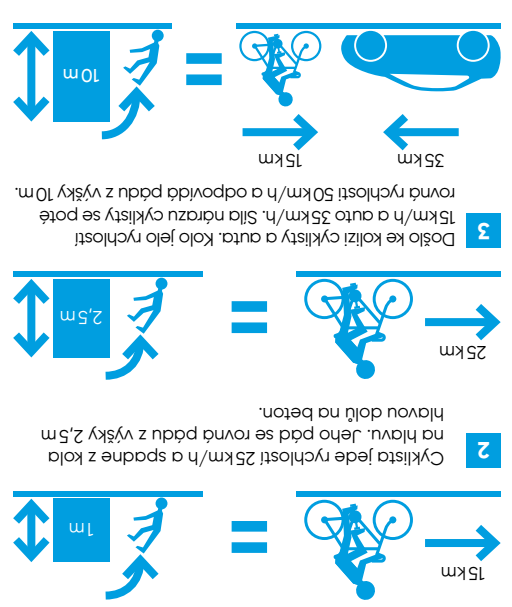 15km
1m
2
Cyklista jede rychlostí 25km/h a spadne z kola
na hlavu. Jeho pád se rovná pádu z výšky 2,5m
hlavou dolů na beton.
25km
2,5m
3
Došlo ke kolizi cyklisty a auta. Kolo jelo rychlostí
15km/h a auto 35km/h. Síla nárazu cyklisty se poté
rovná rychlosti 50km/h a odpovídá pádu z výšky 10m.
35km
15km
10m